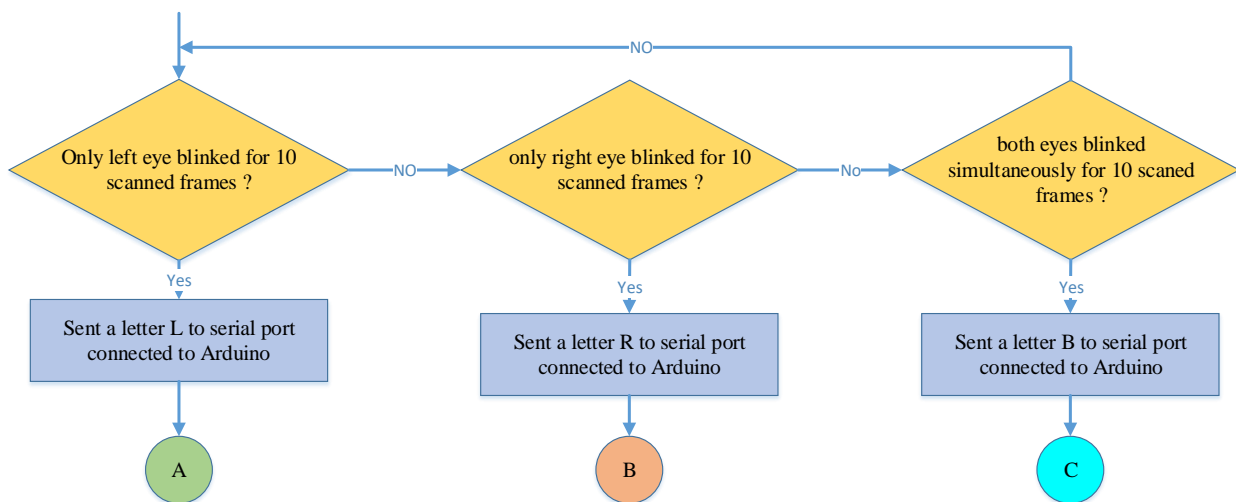 NO
Only left eye blinked for 10
scanned frames ?
NO
only right eye blinked for 10
scanned frames ?
No
both eyes blinked
simultaneously for 10 scaned
frames ?
Yes
Yes
Yes
Sent a letter L to serial port
connected to Arduino
Sent a letter R to serial port
connected to Arduino
Sent a letter B to serial port
connected to Arduino
A
B
C